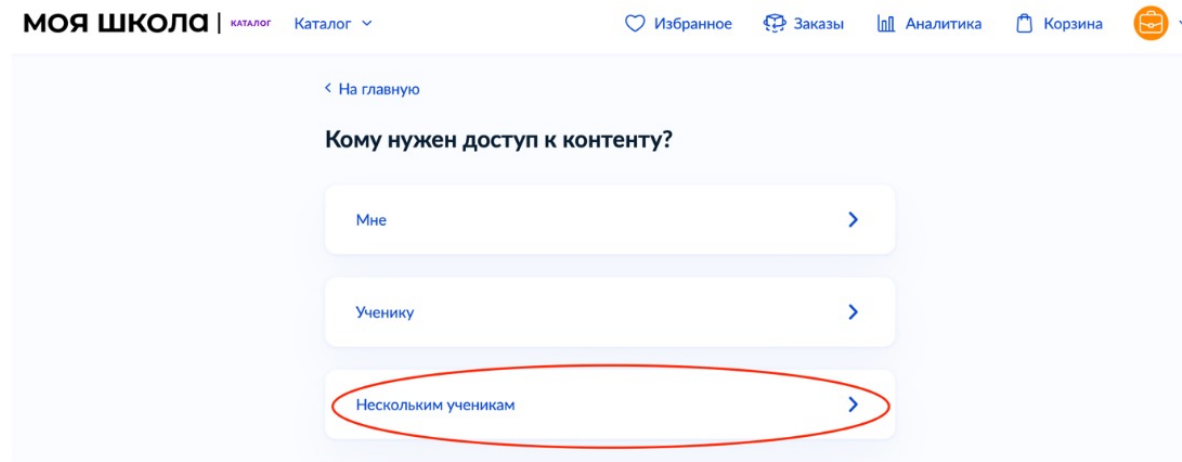 МОЯ ШКОЛА | КАТАЛОГ Каталог Избранное Заказы Аналитика Корзина
На главную
Кому нужен доступ к контенту?
Мне
Ученику
Нескольким ученикам